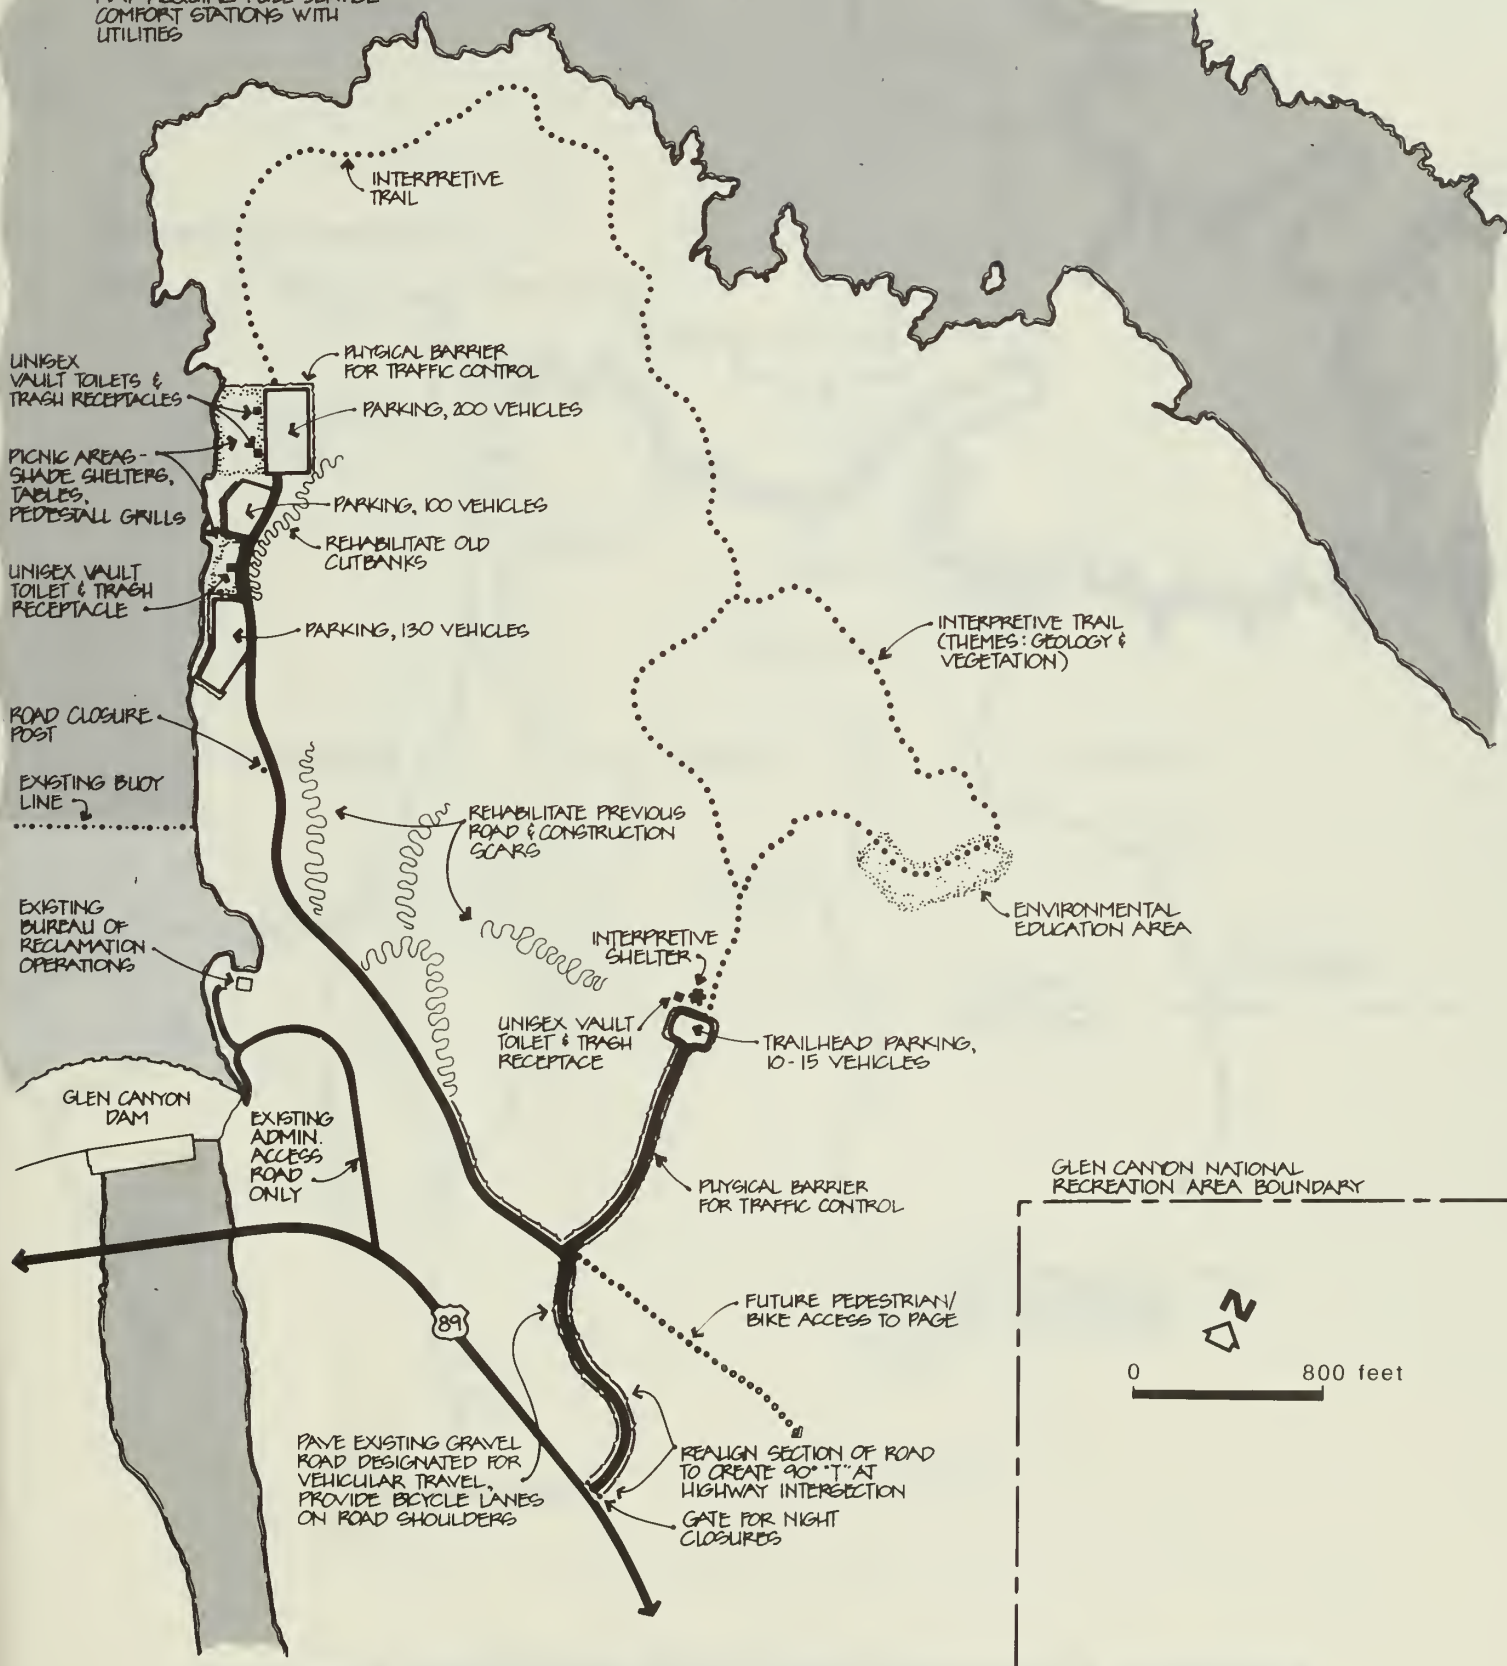 COMFORT STATIONS WITH
UTILITIES
INTERPRETIVE
TRAIL
UNISEX
VAULT TOILETS &
TRASH RECEPTACLES
PHYSICAL BARRIER
FOR TRAFFIC CONTROL
PARKING, 200 VEHICLES
PICNIC AREAS-
SHADE SHELTERS,
TABLES,
PEDESTALL GRILLS
PARKING, 100 VEHICLES
REHABILITATE OLD
CUTBANKS
UNISEX VAULT
TOILET & TRASH
RECEPTACLE
PARKING, 130 VEHICLES
INTERPRETIVE TRAIL
(THEMES: GEOLOGY &
VEGETATION)
ROAD CLOSURE
POST
EXISTING BUOY
LINE
REHABILITATE PREVIOUS
ROAD & CONSTRUCTION
SCARS
EXISTING
BUREAU OF
RECLAMATION
OPERATIONS
ENVIRONMENTAL
EDUCATION AREA
INTERPRETIVE
SHELTER
UNISEX VAULT
TOILET & TRASH
RECEPTACE
TRAILHEAD PARKING,
10-15 VEHICLES
GLEN CANYON
DAM
EXISTING
ADMIN.
ACCESS
ROAD
ONLY
PHYSICAL BARRIER
FOR TRAFFIC CONTROL
GLEN CANYON NATIONAL
RECREATION AREA BOUNDARY
89
FUTURE PEDESTRIAN/
BIKE ACCESS TO PAGE
N
0 800 feet
PAVE EXISTING GRAVEL
ROAD DESIGNATED FOR
VEHICULAR TRAVEL,
PROVIDE BICYCLE LANES
ON ROAD SHOULDERS
REALIGN SECTION OF ROAD
TO CREATE 90° "T" AT
HIGHWAY INTERSECTION
GATE FOR NIGHT
CLOSURES